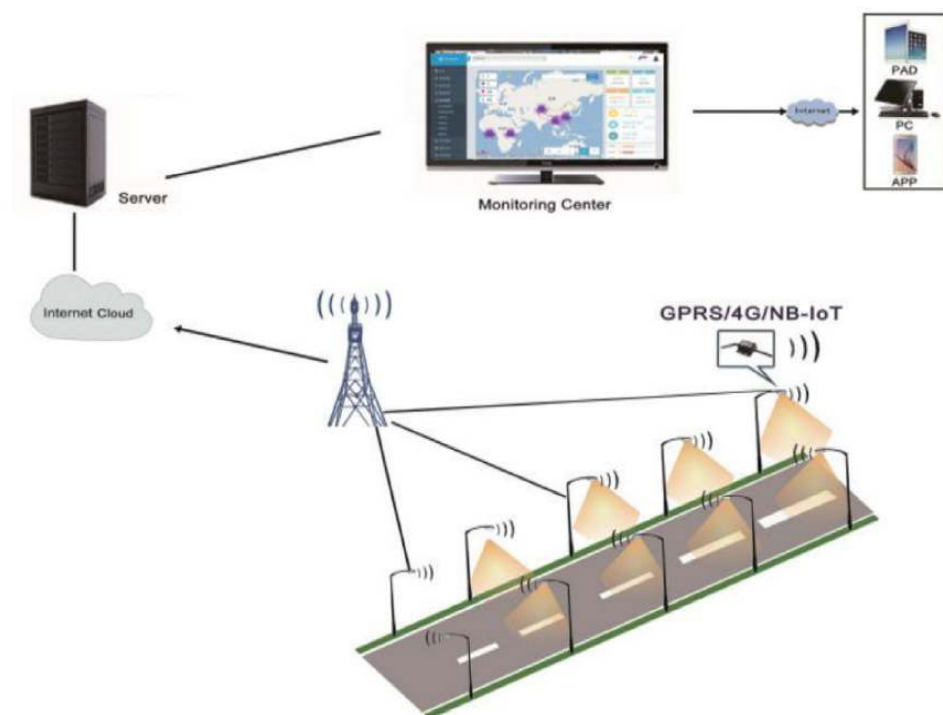 PAD
Internet
PC
APP
Server
Monitoring Center
Internet Cloud
GPRS/4G/NB-IoT